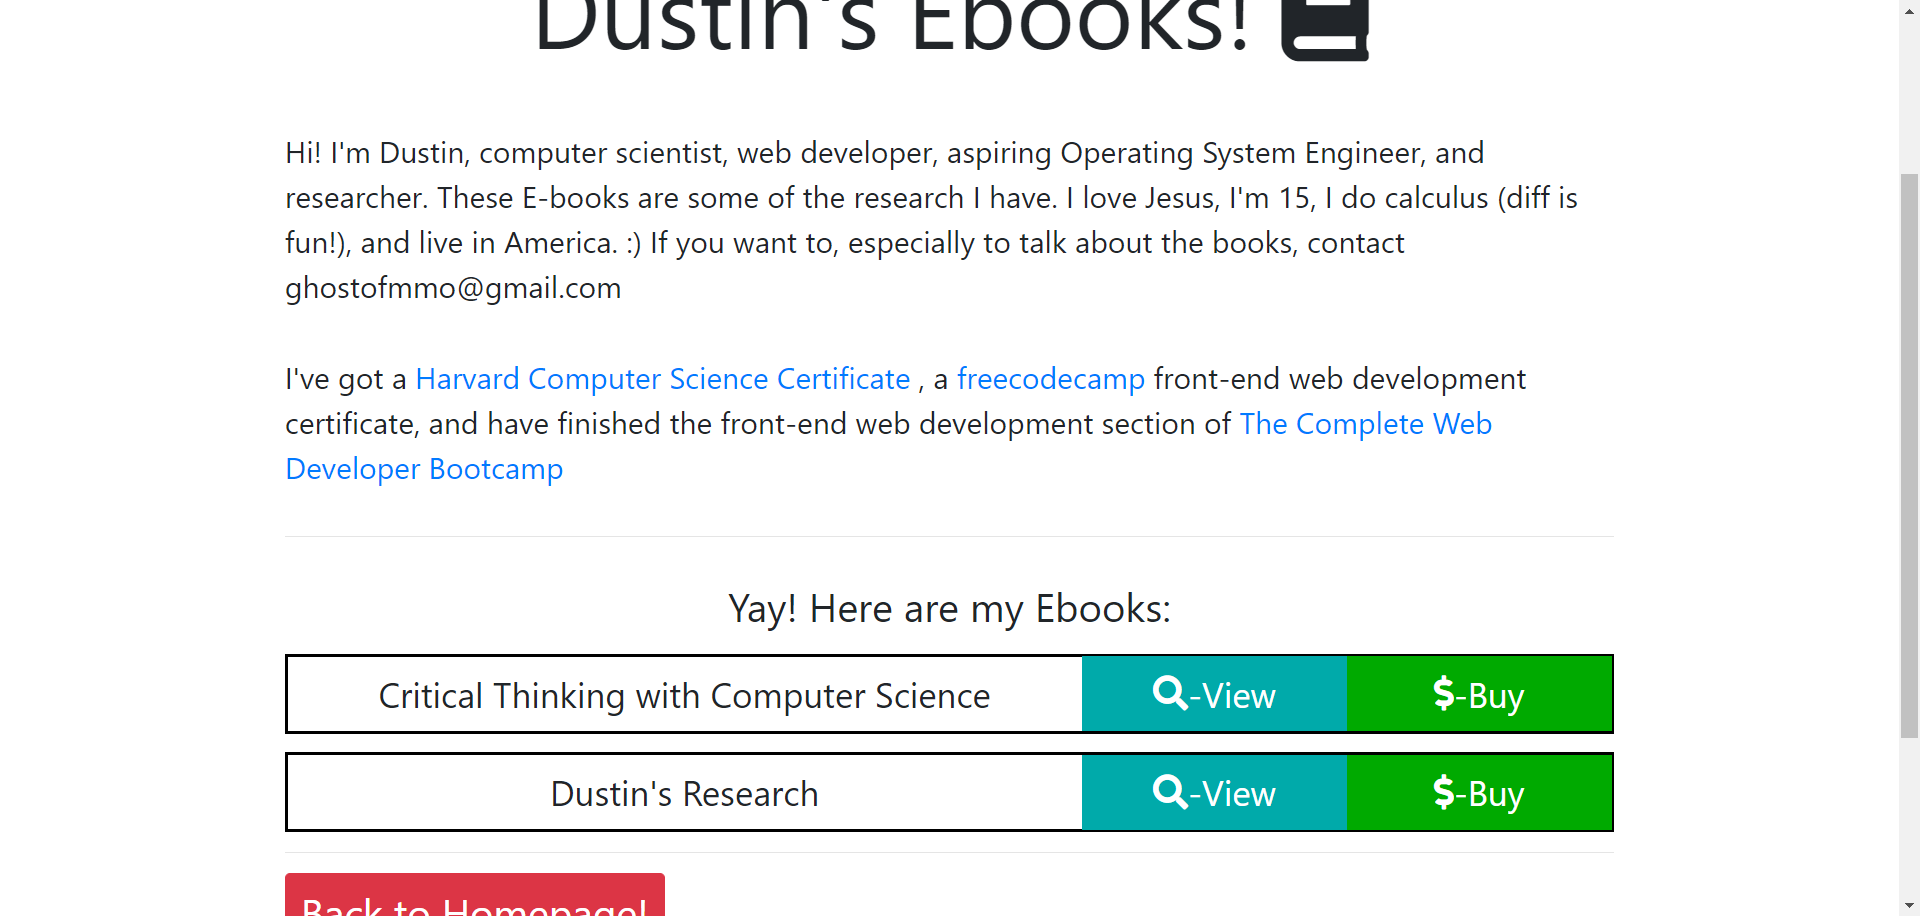 Dustin's Ebooks!
Hi! I'm Dustin, computer scientist, web developer, aspiring Operating System Engineer, and
researcher. These E-books are some of the research I have. I love Jesus, I'm 15, I do calculus (diff is
fun!), and live in America. :) If you want to, especially to talk about the books, contact
ghostofmmo@gmail.com
I've got a Harvard Computer Science Certificate , a freecodecamp front-end web development
certificate, and have finished the front-end web development section of The Complete Web
Developer Bootcamp
Yay! Here are my Ebooks:
Critical Thinking with Computer Science -View $-Buy
Dustin's Research -View $-Buy
Back to Homepage!